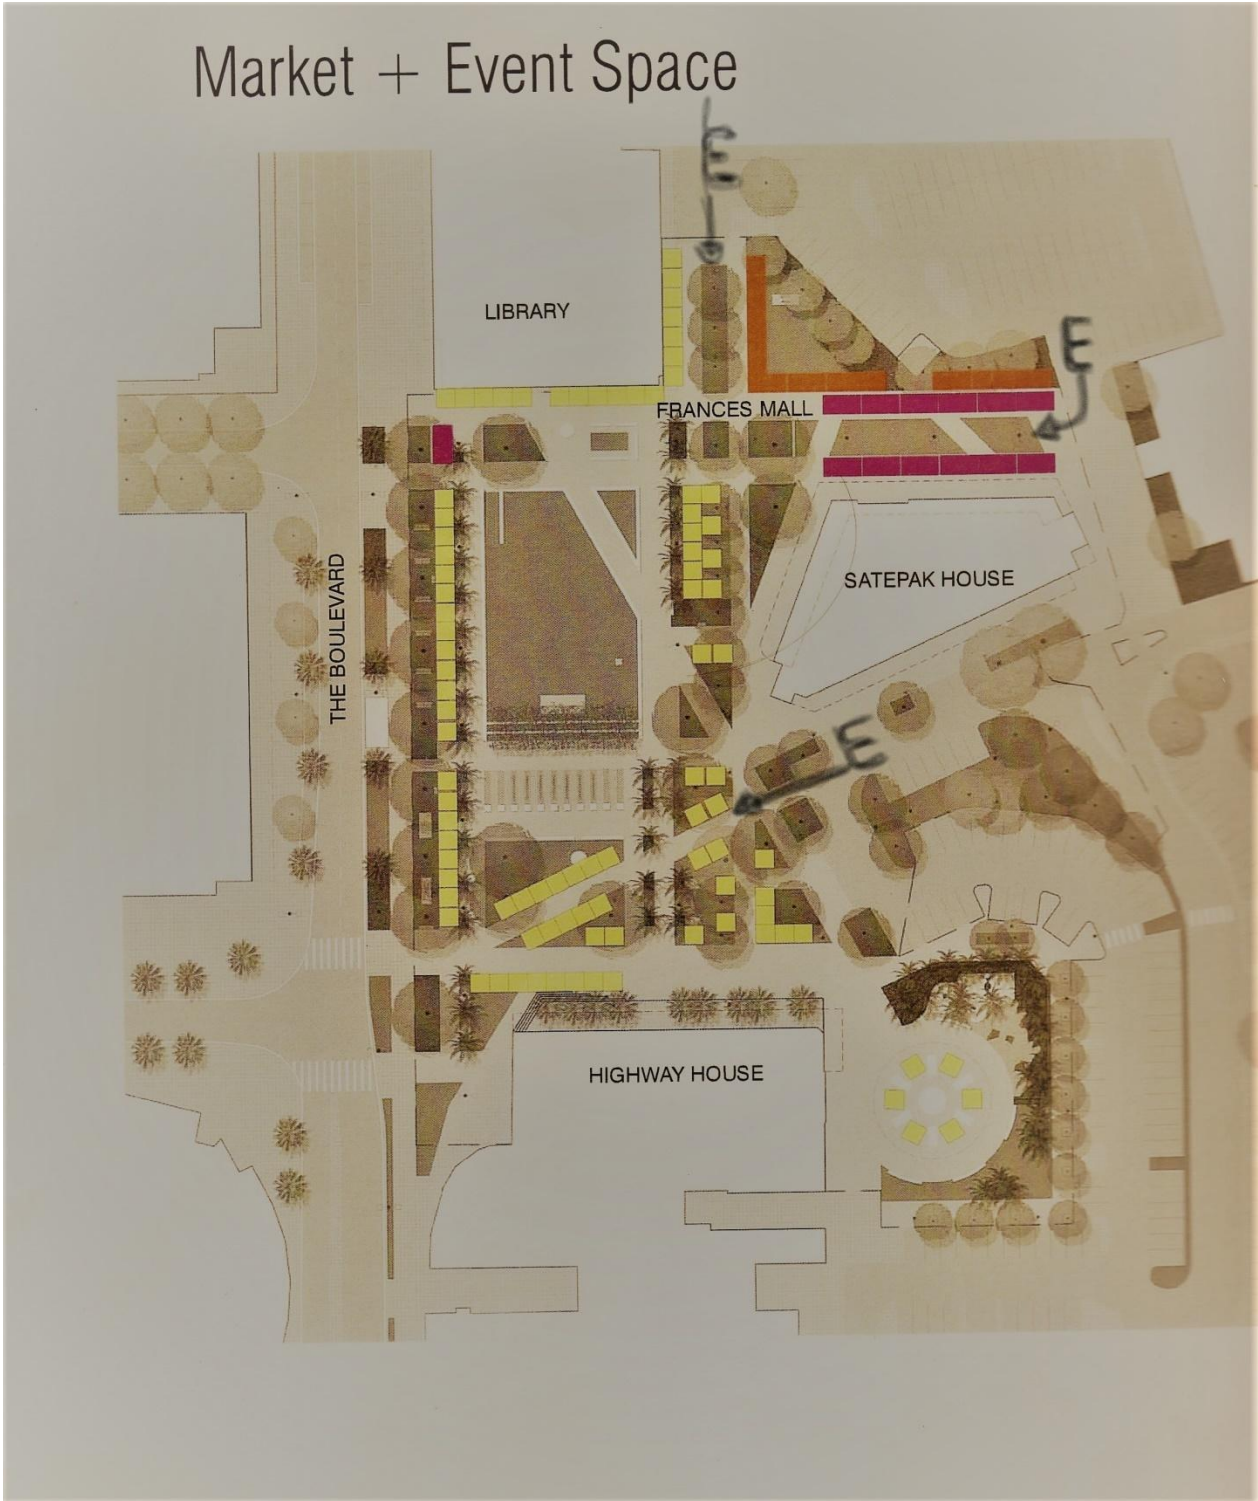 Market + Event Space
E
LIBRARY
E
FRANCES MALL
THE BOULEVARD
SATEPAK HOUSE
E
HIGHWAY HOUSE